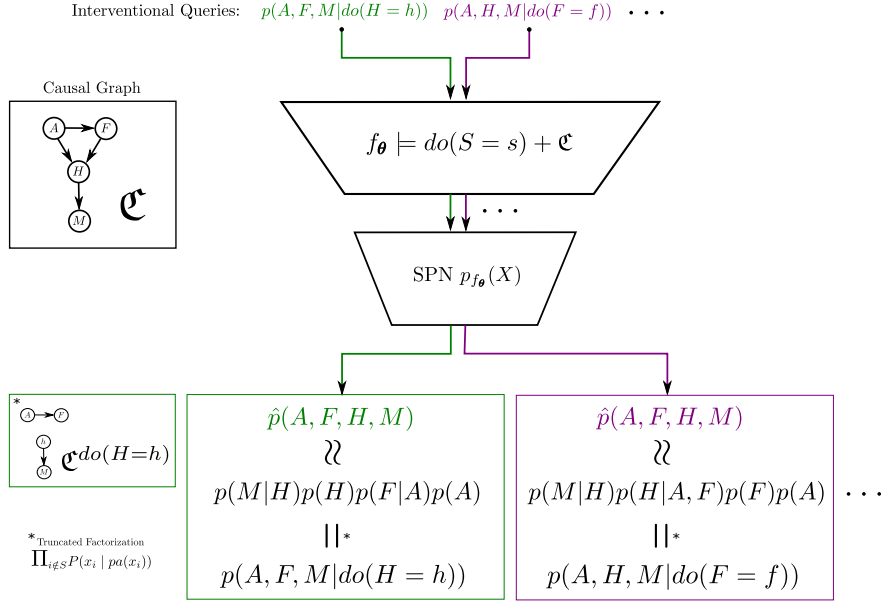 Interventional Queries: p(A, F, M|do(H = h)) p(A, H, M|do(F = f)) · · ·
Causal Graph
A F
H
M ℭ
f_θ ⊨ do(S = s) + ℭ
· · ·
SPN p_{f_θ}(X)
* A F
h
M ℭ^{do(H=h)}
*Truncated Factorization
∏_{i∉S} P(x_i | pa(x_i))
p̂(A, F, H, M)
≈
p(M|H)p(H)p(F|A)p(A)
||*
p(A, F, M|do(H = h))
p̂(A, F, H, M)
≈
p(M|H)p(H|A, F)p(F)p(A)
||*
p(A, H, M|do(F = f))
· · ·